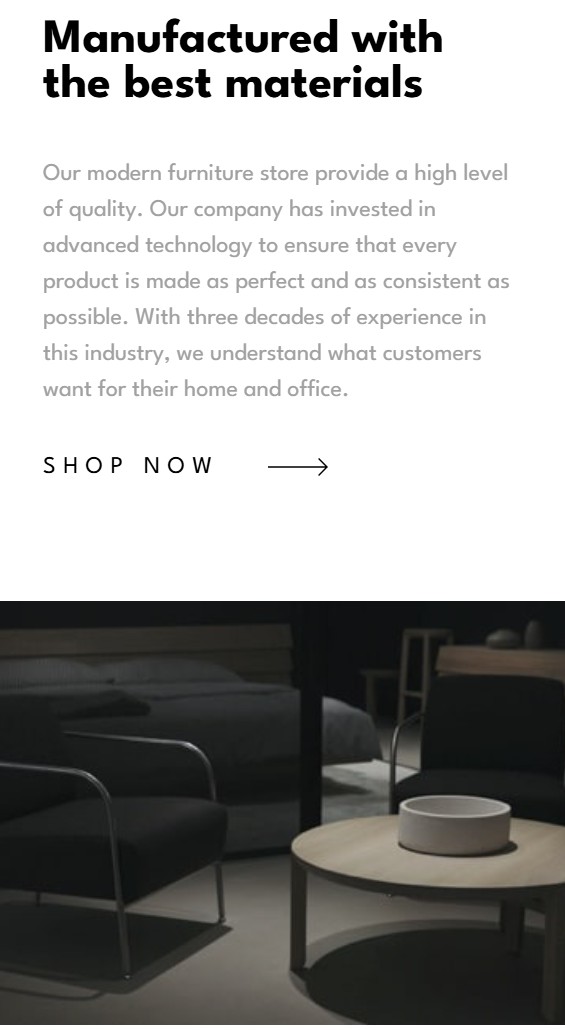 Manufactured with
the best materials
Our modern furniture store provide a high level
of quality. Our company has invested in
advanced technology to ensure that every
product is made as perfect and as consistent as
possible. With three decades of experience in
this industry, we understand what customers
want for their home and office.
SHOP NOW